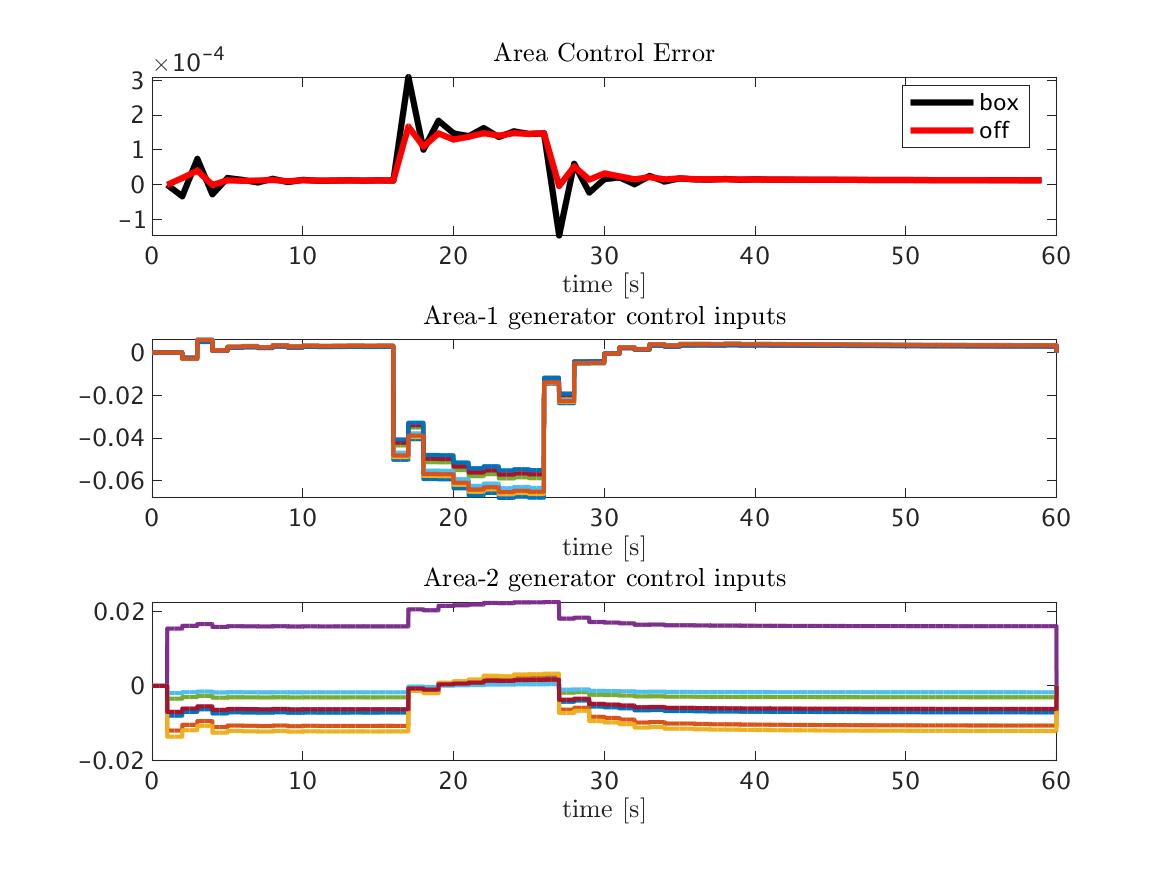 Area Control Error
×10⁻⁴
3
2
1
0
−1
box
off
0 10 20 30 40 50 60
time [s]
Area-1 generator control inputs
0
−0.02
−0.04
−0.06
0 10 20 30 40 50 60
time [s]
Area-2 generator control inputs
0.02
0
−0.02
0 10 20 30 40 50 60
time [s]